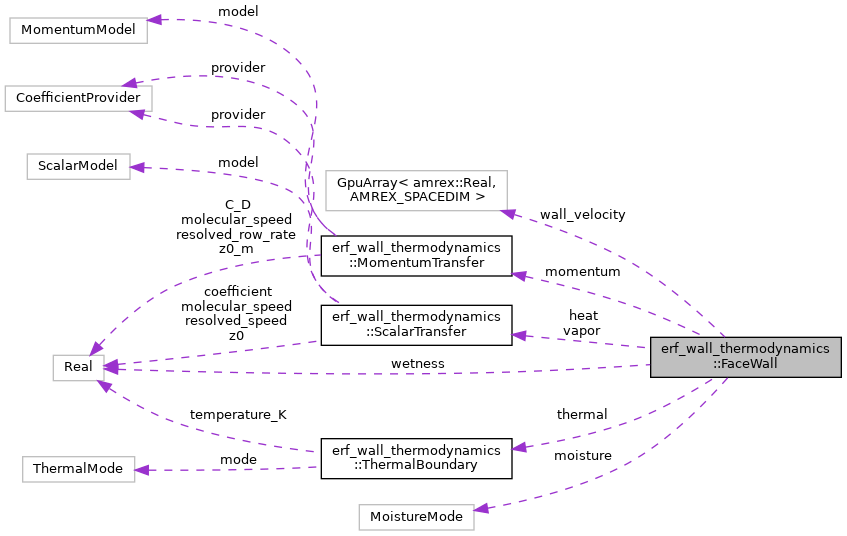 model
MomentumModel
provider
CoefficientProvider
provider
model
ScalarModel
GpuArray< amrex::Real,
AMREX_SPACEDIM >
C_D
molecular_speed
resolved_row_rate
z0_m
wall_velocity
erf_wall_thermodynamics
::MomentumTransfer
momentum
coefficient
molecular_speed
resolved_speed
z0
erf_wall_thermodynamics
::ScalarTransfer
heat
vapor
erf_wall_thermodynamics
::FaceWall
Real
wetness
temperature_K
thermal
erf_wall_thermodynamics
::ThermalBoundary
mode
ThermalMode
moisture
MoistureMode